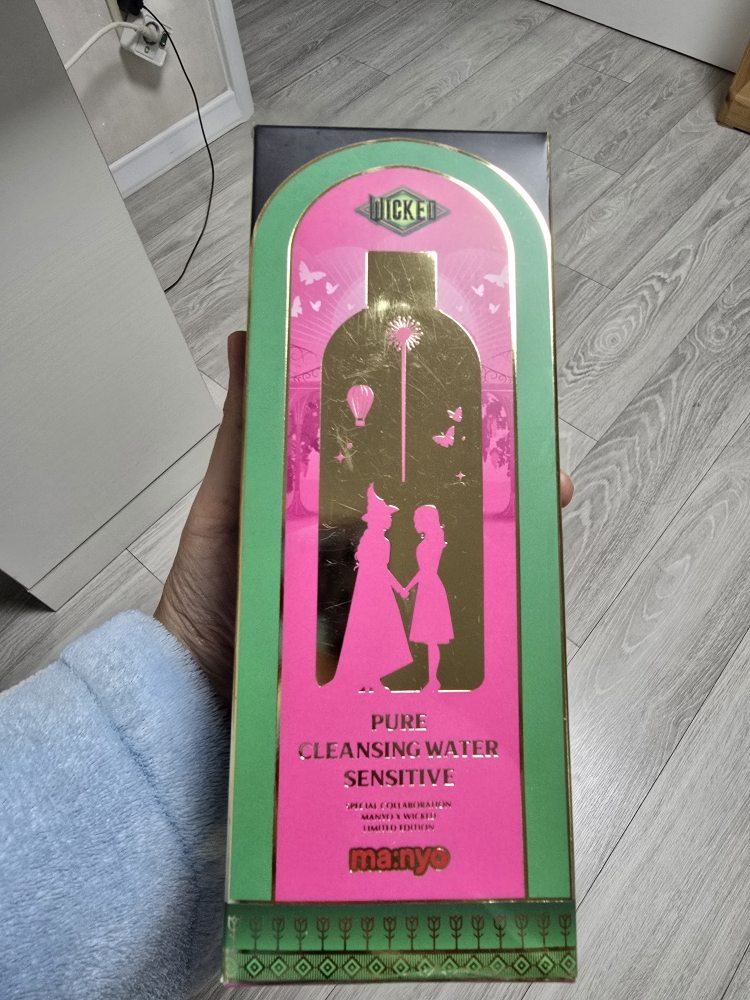 WICKED
PURE
CLEANSING WATER
SENSITIVE
SPECIAL COLLABORATION
MANYO X WICKED
LIMITED EDITION
ma:nyo